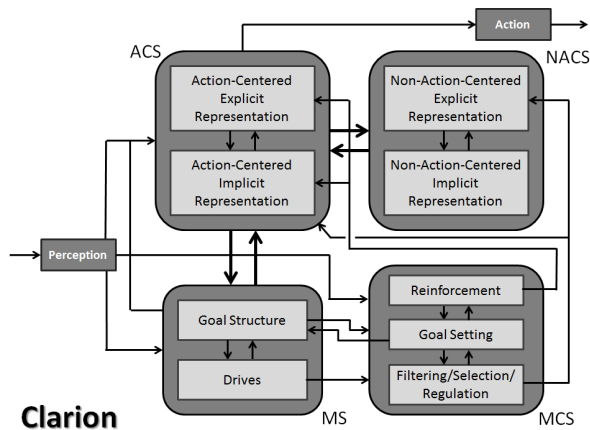 Action
ACS
NACS
Action-Centered
Explicit
Representation
Non-Action-Centered
Explicit
Representation
Action-Centered
Implicit
Representation
Non-Action-Centered
Implicit
Representation
Perception
Goal Structure
Drives
MS
Reinforcement
Goal Setting
Filtering/Selection/
Regulation
MCS
Clarion